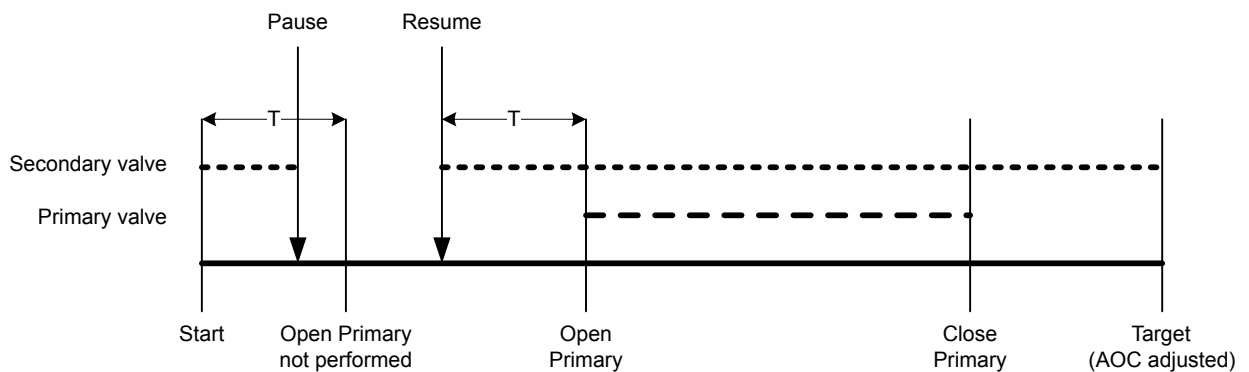 Pause
Resume
T
T
Secondary valve
Primary valve
Start
Open Primary
not performed
Open
Primary
Close
Primary
Target
(AOC adjusted)